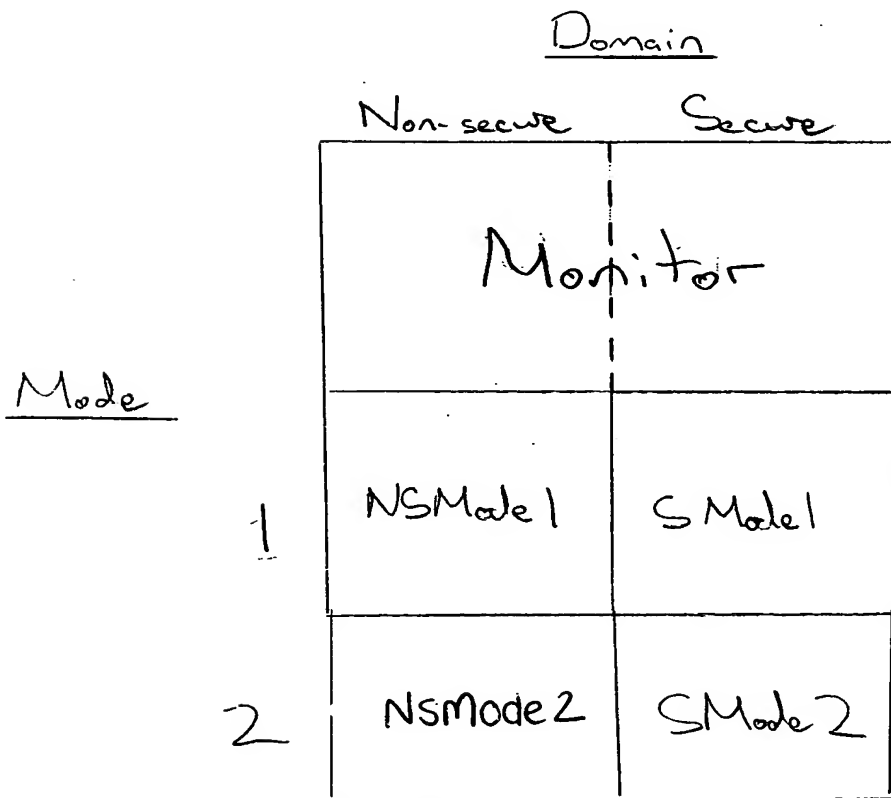 Domain
Non-secure Secure
Monitor
Mode
1 NSMode1 SMode1
2 NSmode2 SMode2